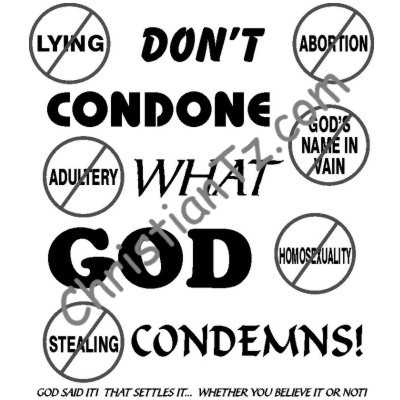 LYING
DON'T
ABORTION
CONDONE
GOD'S
NAME IN
VAIN
ADULTERY
WHAT
GOD
HOMOSEXUALITY
STEALING
CONDEMNS!
GOD SAID IT! THAT SETTLES IT... WHETHER YOU BELIEVE IT OR NOT!
ChristianTz.com